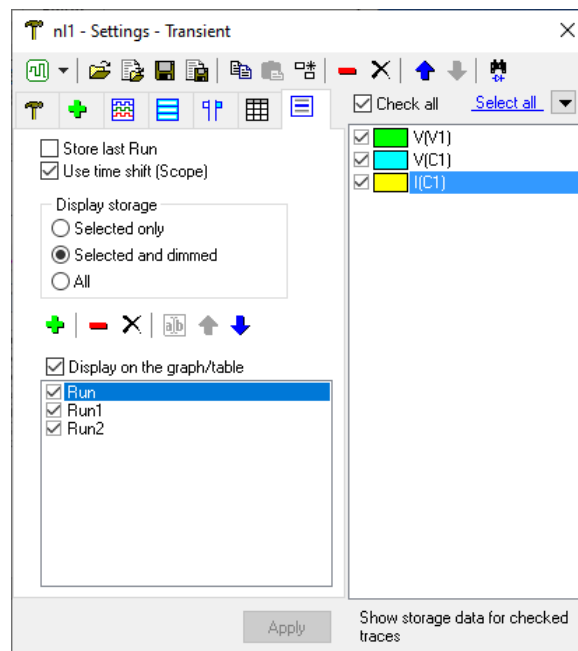 nl1 - Settings - Transient
Check all Select all
Store last Run
Use time shift (Scope)
Display storage
Selected only
Selected and dimmed
All
a|b
Display on the graph/table
Run
Run1
Run2
Apply
V(V1)
V(C1)
I(C1)
Show storage data for checked
traces